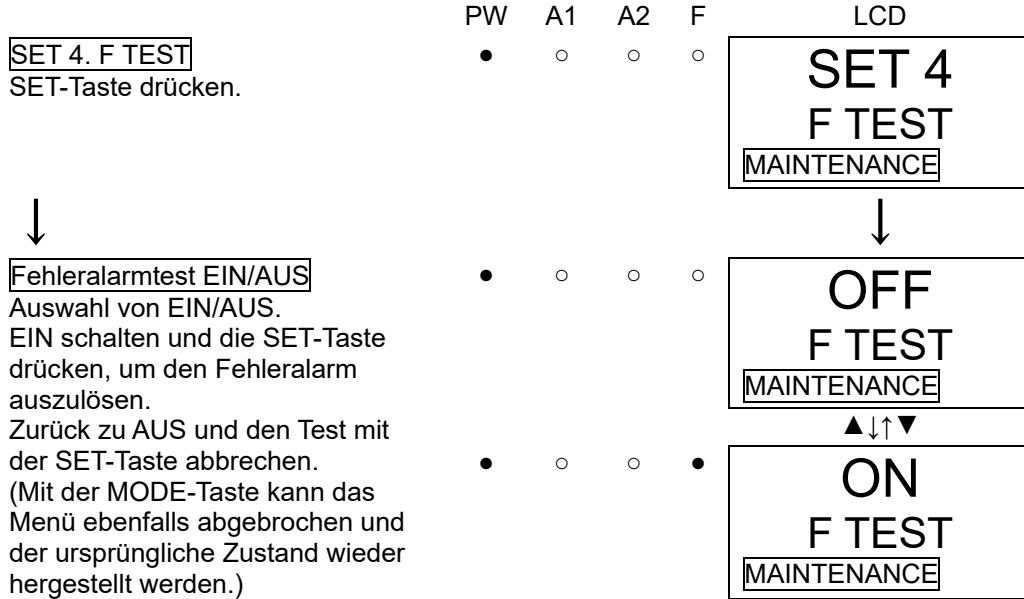 PW A1 A2 F LCD
SET 4. F TEST
SET-Taste drücken.
● ○ ○ ○
SET 4
F TEST
MAINTENANCE
↓ ↓
Fehleralarmtest EIN/AUS
Auswahl von EIN/AUS.
EIN schalten und die SET-Taste
drücken, um den Fehleralarm
auszulösen.
Zurück zu AUS und den Test mit
der SET-Taste abbrechen.
(Mit der MODE-Taste kann das
Menü ebenfalls abgebrochen und
der ursprüngliche Zustand wieder
hergestellt werden.)
● ○ ○ ○
OFF
F TEST
MAINTENANCE
▲↓↑▼
● ○ ○ ●
ON
F TEST
MAINTENANCE